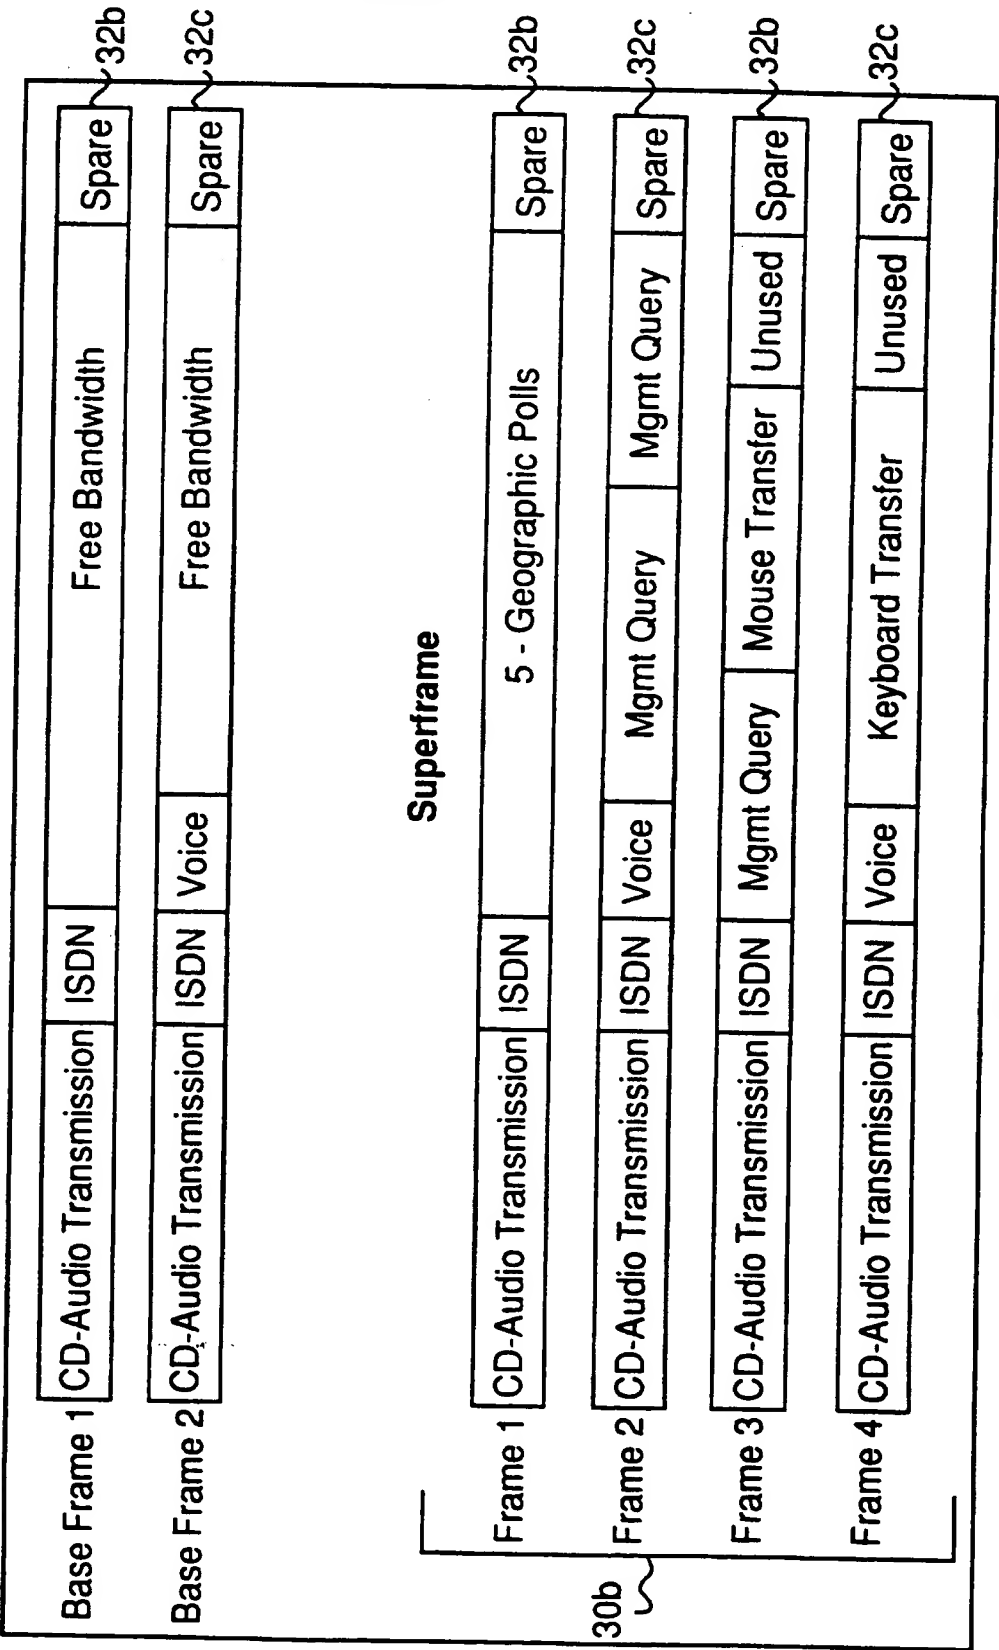 Base Frame 1 CD-Audio Transmission ISDN Free Bandwidth Spare 32b
Base Frame 2 CD-Audio Transmission ISDN Voice Free Bandwidth Spare 32c
Superframe
30b
Frame 1 CD-Audio Transmission ISDN 5 - Geographic Polls Spare 32b
Frame 2 CD-Audio Transmission ISDN Voice Mgmt Query Mgmt Query Spare 32c
Frame 3 CD-Audio Transmission ISDN Mgmt Query Mouse Transfer Unused Spare 32b
Frame 4 CD-Audio Transmission ISDN Voice Keyboard Transfer Unused Spare 32c